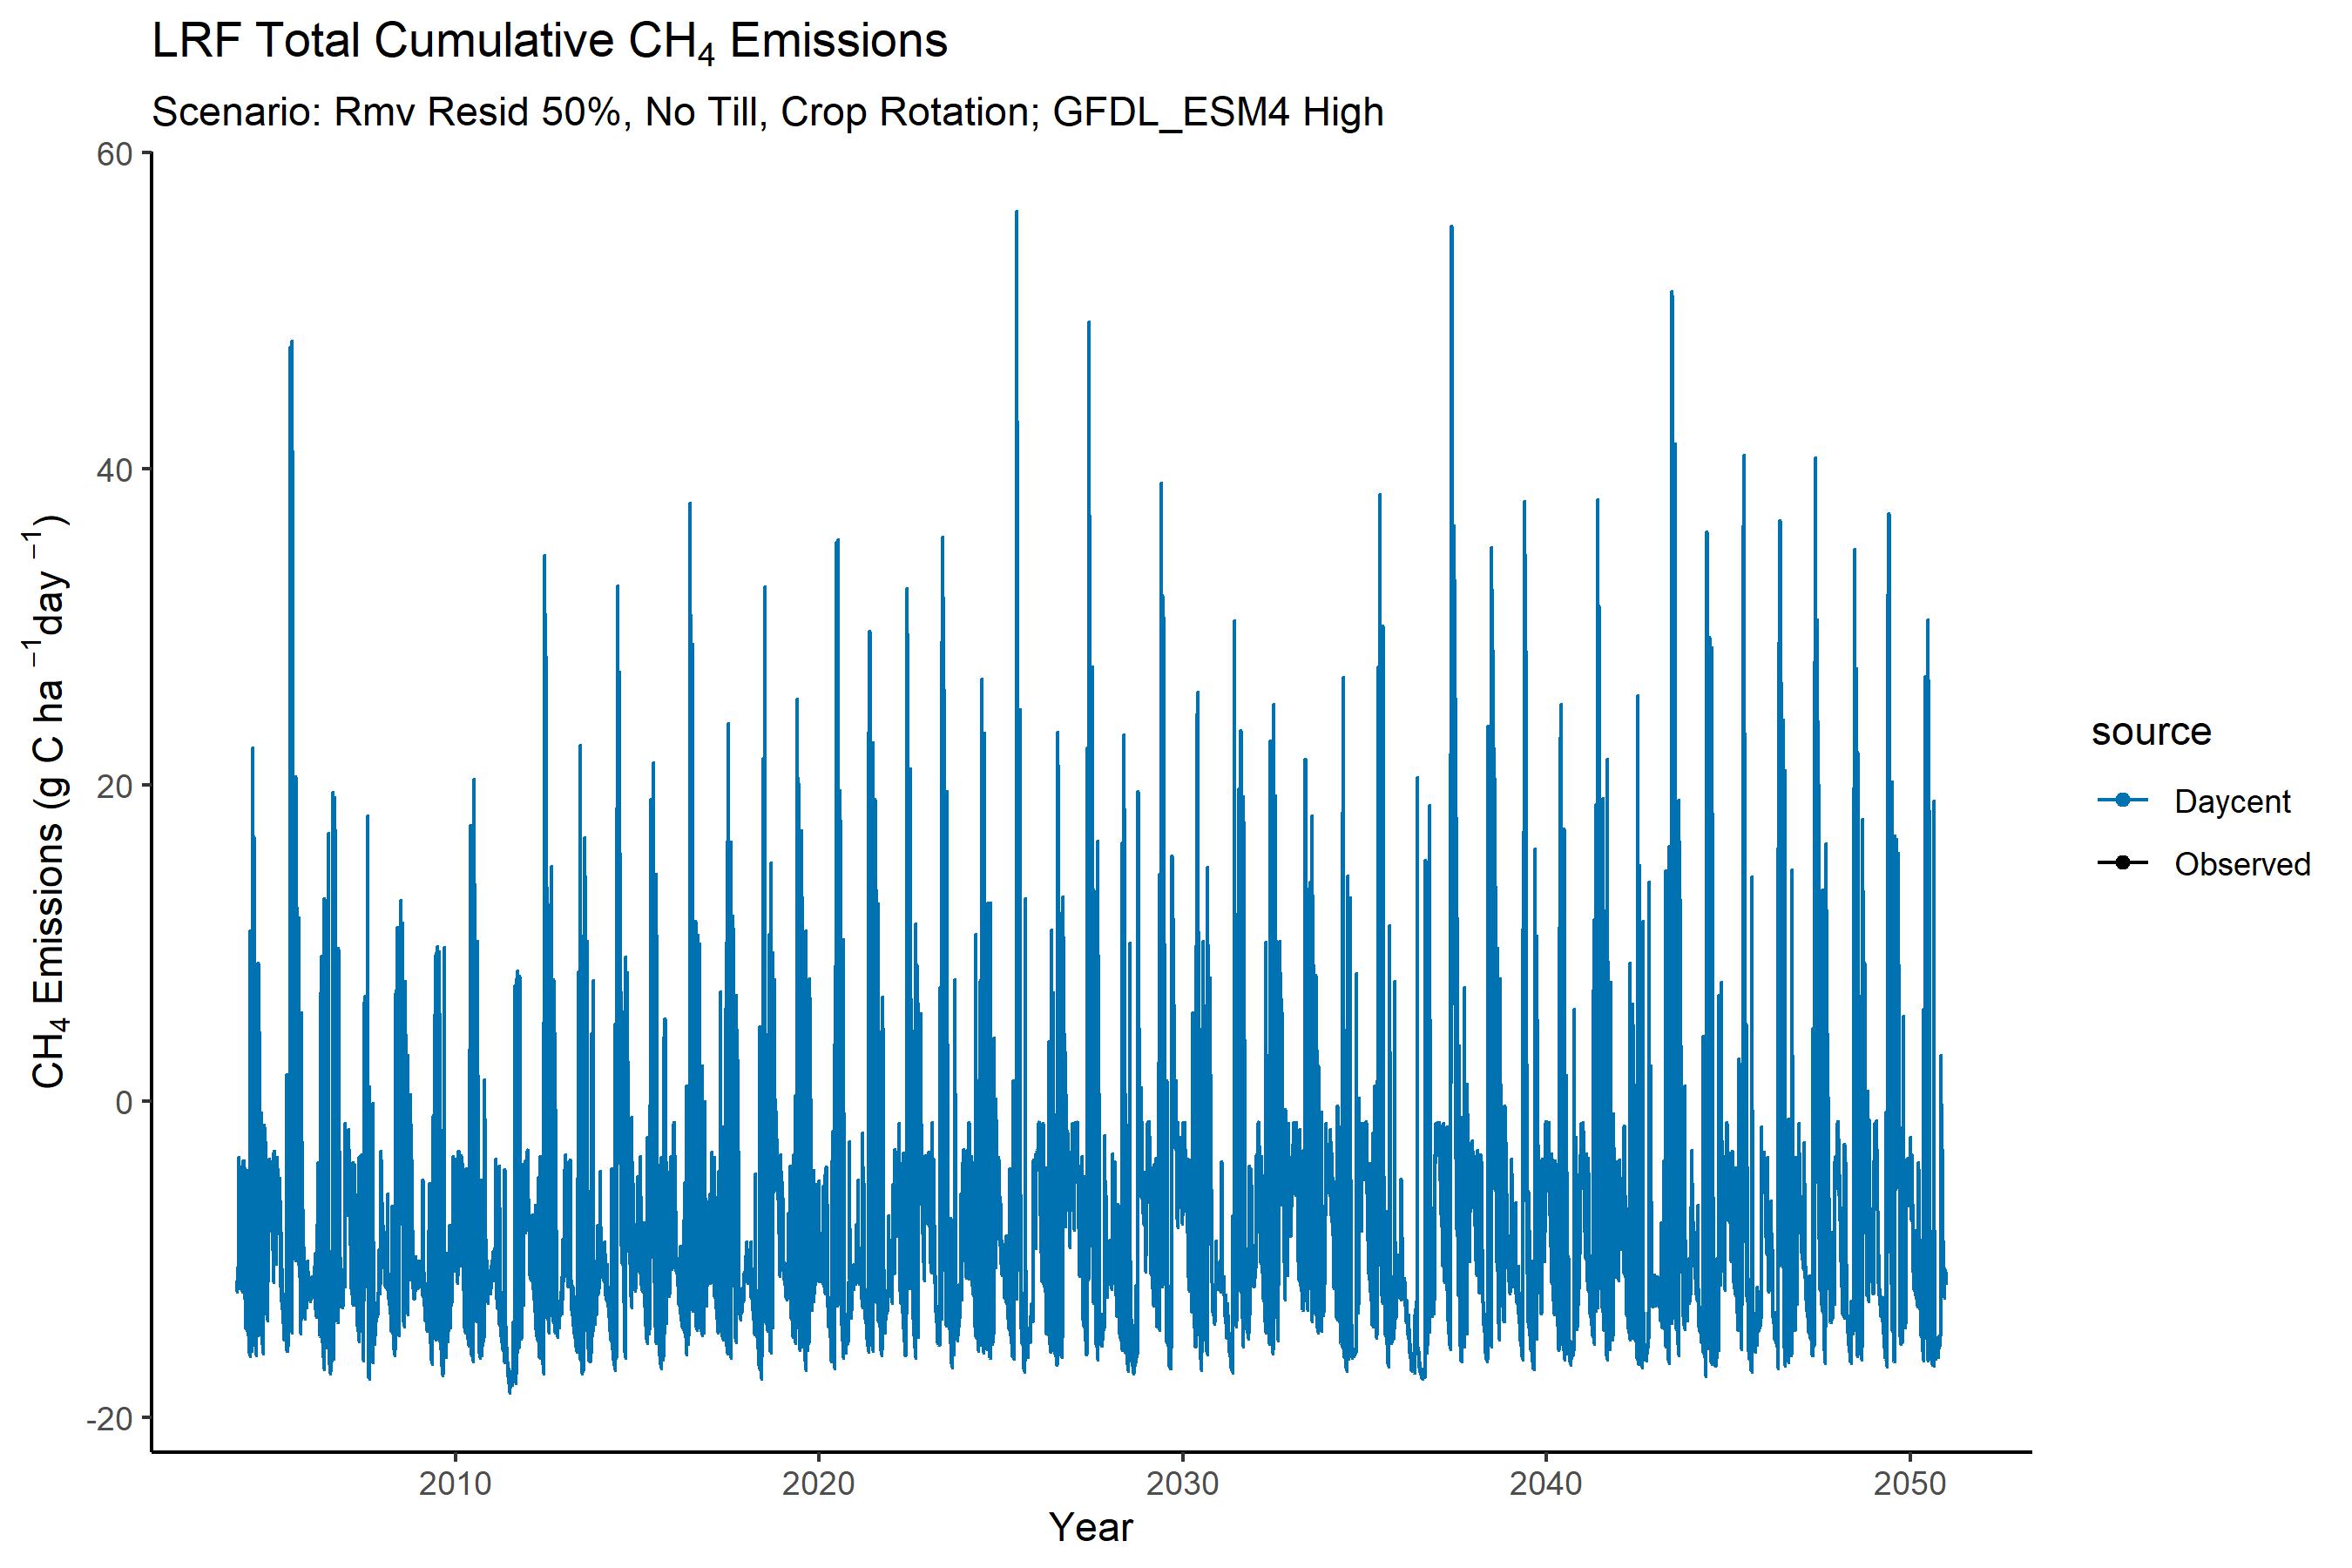 LRF Total Cumulative CH₄ Emissions
Scenario: Rmv Resid 50%, No Till, Crop Rotation; GFDL_ESM4 High
60
40
20
0
-20
CH₄ Emissions (g C ha ⁻¹day ⁻¹)
2010 2020 2030 2040 2050
Year
source
Daycent
Observed